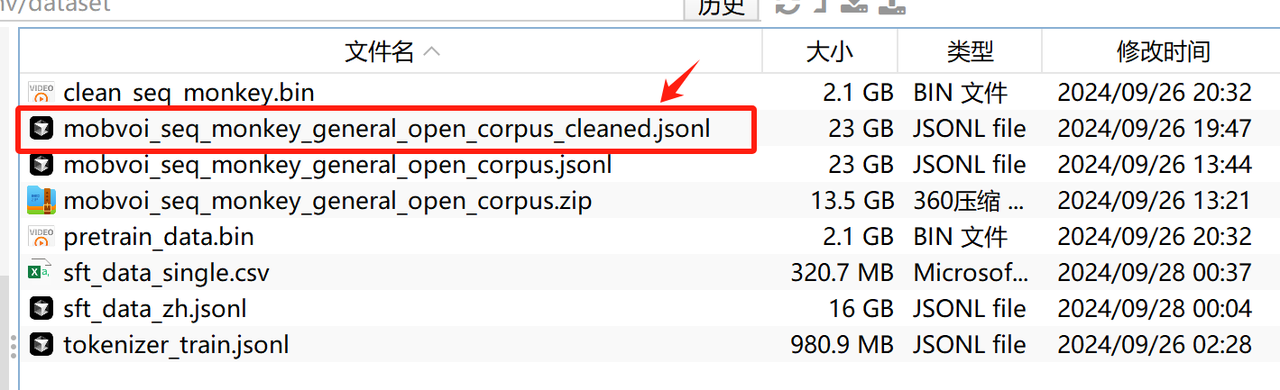 nv/dataset
历史
文件名 大小 类型 修改时间
clean_seq_monkey.bin 2.1 GB BIN 文件 2024/09/26 20:32
mobvoi_seq_monkey_general_open_corpus_cleaned.jsonl 23 GB JSONL file 2024/09/26 19:47
mobvoi_seq_monkey_general_open_corpus.jsonl 23 GB JSONL file 2024/09/26 13:44
mobvoi_seq_monkey_general_open_corpus.zip 13.5 GB 360压缩 ... 2024/09/26 13:21
pretrain_data.bin 2.1 GB BIN 文件 2024/09/26 20:32
sft_data_single.csv 320.7 MB Microsof... 2024/09/28 00:37
sft_data_zh.jsonl 16 GB JSONL file 2024/09/28 00:04
tokenizer_train.jsonl 980.9 MB JSONL file 2024/09/26 02:28